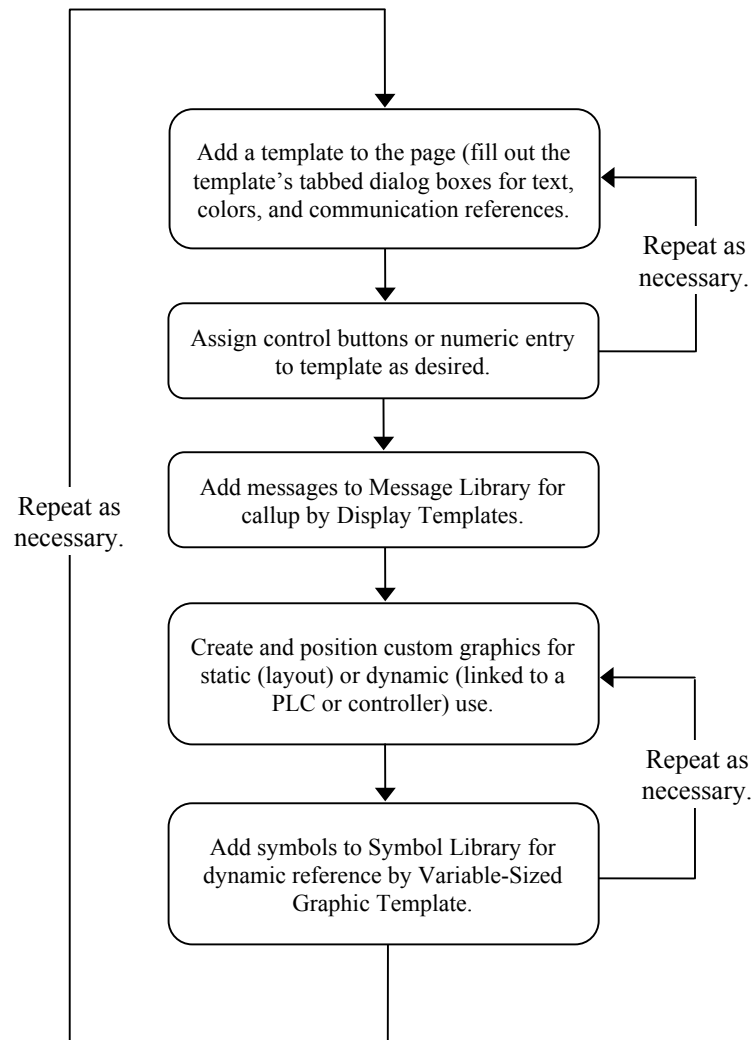 Add a template to the page (fill out the
template’s tabbed dialog boxes for text,
colors, and communication references.
Repeat as
necessary.
Assign control buttons or numeric entry
to template as desired.
Add messages to Message Library for
callup by Display Templates.
Repeat as
necessary.
Create and position custom graphics for
static (layout) or dynamic (linked to a
PLC or controller) use.
Repeat as
necessary.
Add symbols to Symbol Library for
dynamic reference by Variable-Sized
Graphic Template.